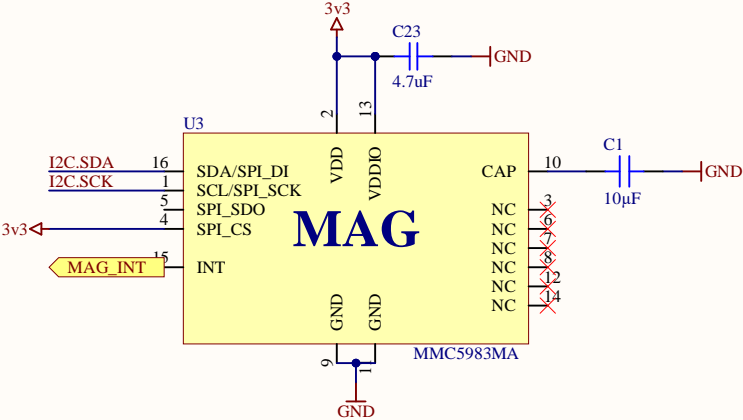 3v3
C23
GND
4.7uF
2
13
U3
VDD
VDDIO
I2C.SDA 16 SDA/SPI_DI
I2C.SCK 1 SCL/SPI_SCK
5 SPI_SDO
3v3 4 SPI_CS
MAG_INT 15 INT
MAG
CAP 10
C1
10µF
GND
NC 3
NC 6
NC 7
NC 8
NC 12
NC 14
GND
GND
9
MMC5983MA
GND